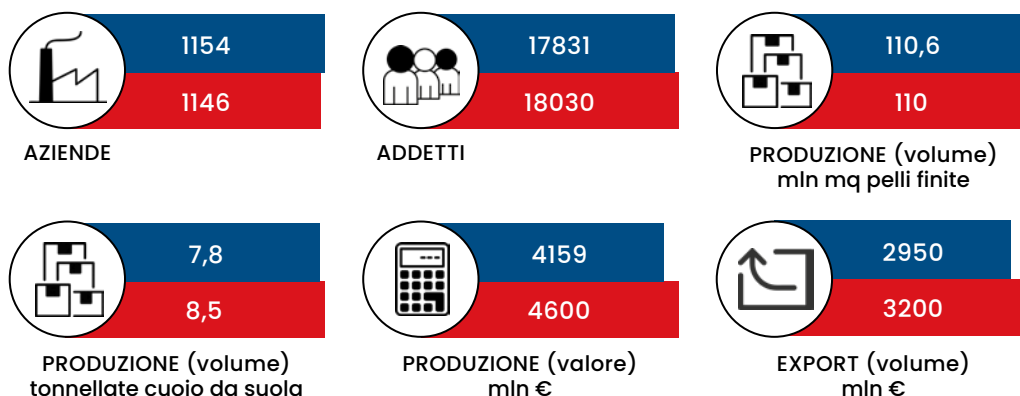 1154
1146
AZIENDE
17831
18030
ADDETTI
110,6
110
PRODUZIONE (volume)
mln mq pelli finite
7,8
8,5
PRODUZIONE (volume)
tonnellate cuoio da suola
4159
4600
PRODUZIONE (valore)
mln €
2950
3200
EXPORT (volume)
mln €